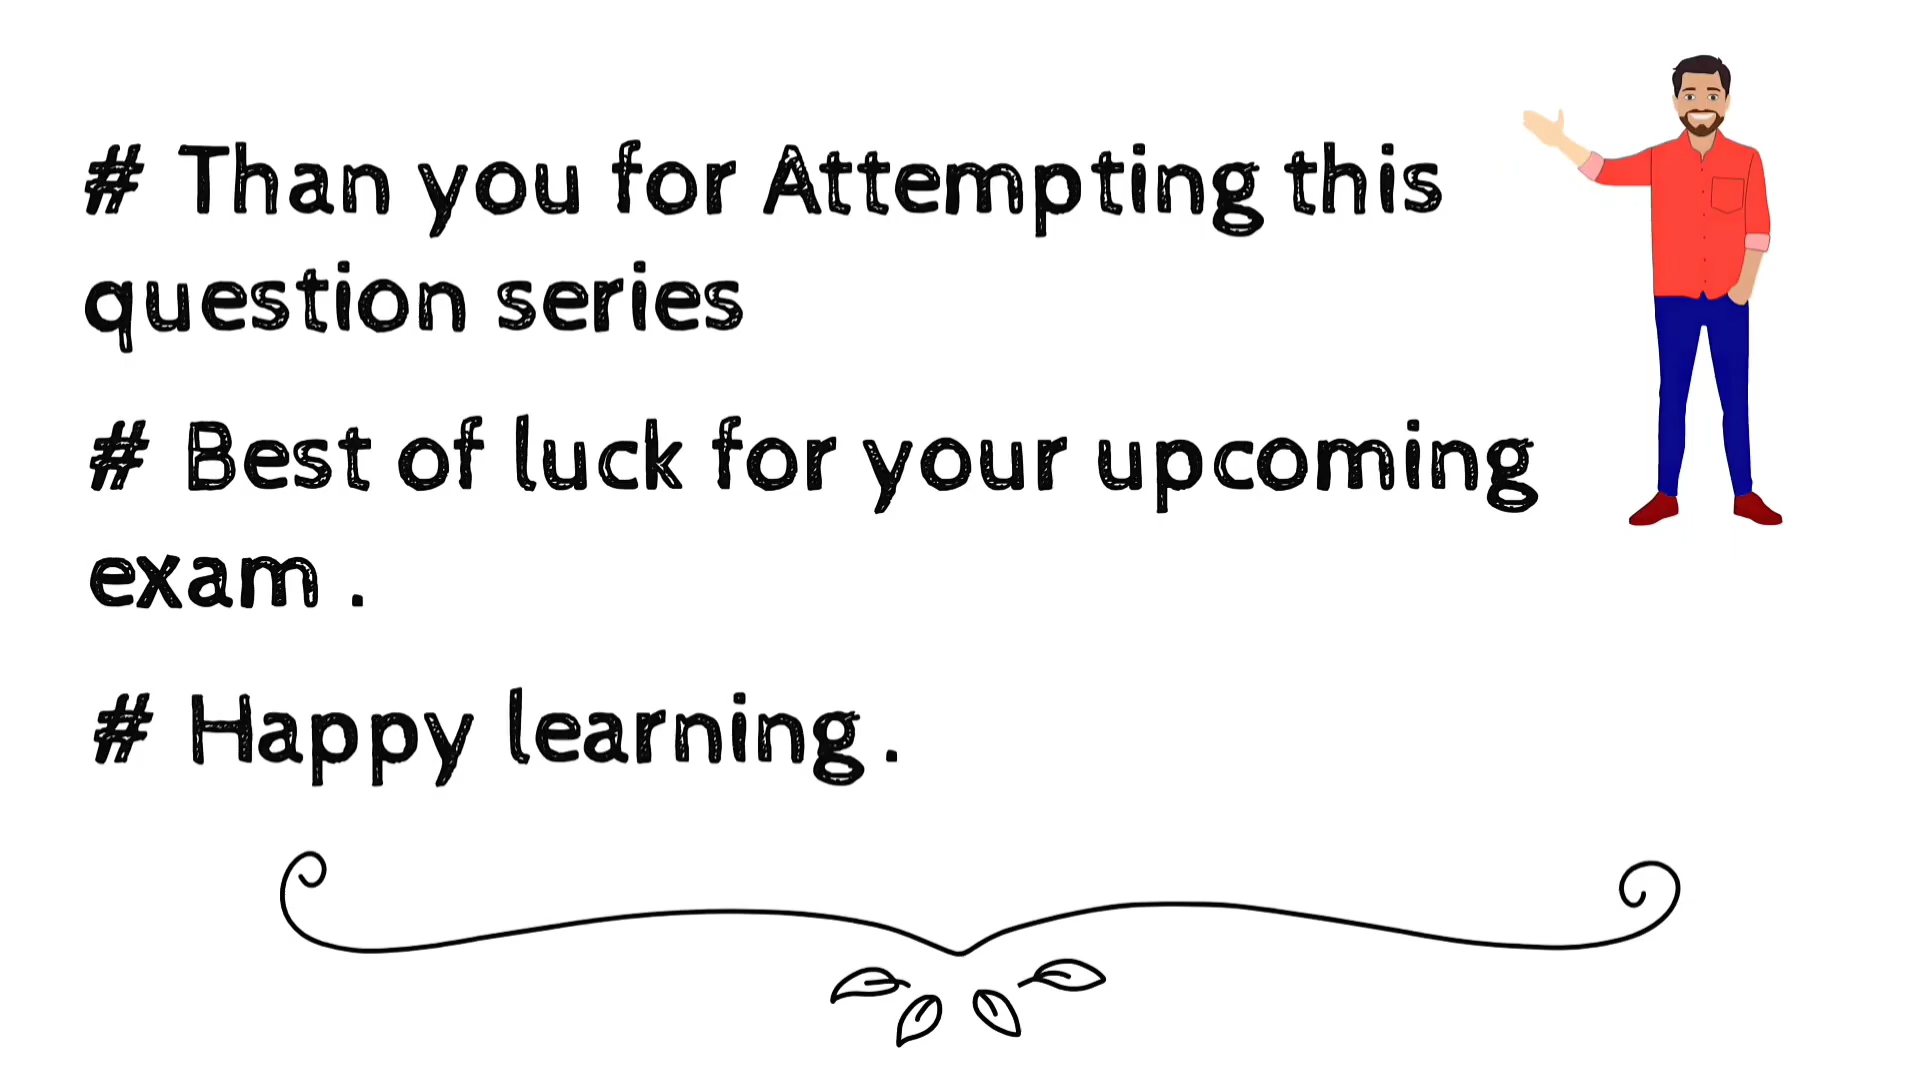 # Than you for Attempting this
question series
# Best of luck for your upcoming
exam .
# Happy learning .